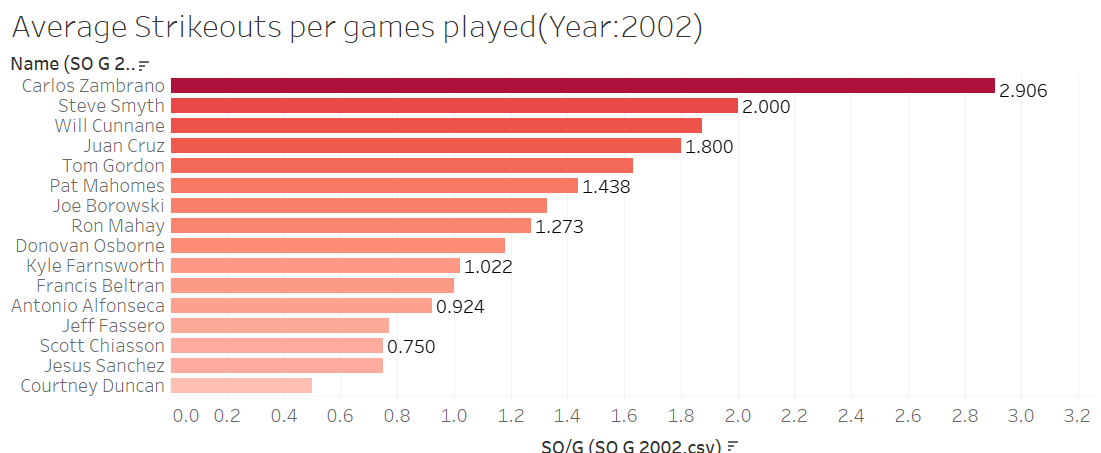 Average Strikeouts per games played(Year:2002)
Name (SO G 2..
Carlos Zambrano 2.906
Steve Smyth 2.000
Will Cunnane
Juan Cruz 1.800
Tom Gordon
Pat Mahomes 1.438
Joe Borowski
Ron Mahay 1.273
Donovan Osborne
Kyle Farnsworth 1.022
Francis Beltran
Antonio Alfonseca 0.924
Jeff Fassero
Scott Chiasson 0.750
Jesus Sanchez
Courtney Duncan
0.0 0.2 0.4 0.6 0.8 1.0 1.2 1.4 1.6 1.8 2.0 2.2 2.4 2.6 2.8 3.0 3.2
SO/G (SO G 2002.csv)